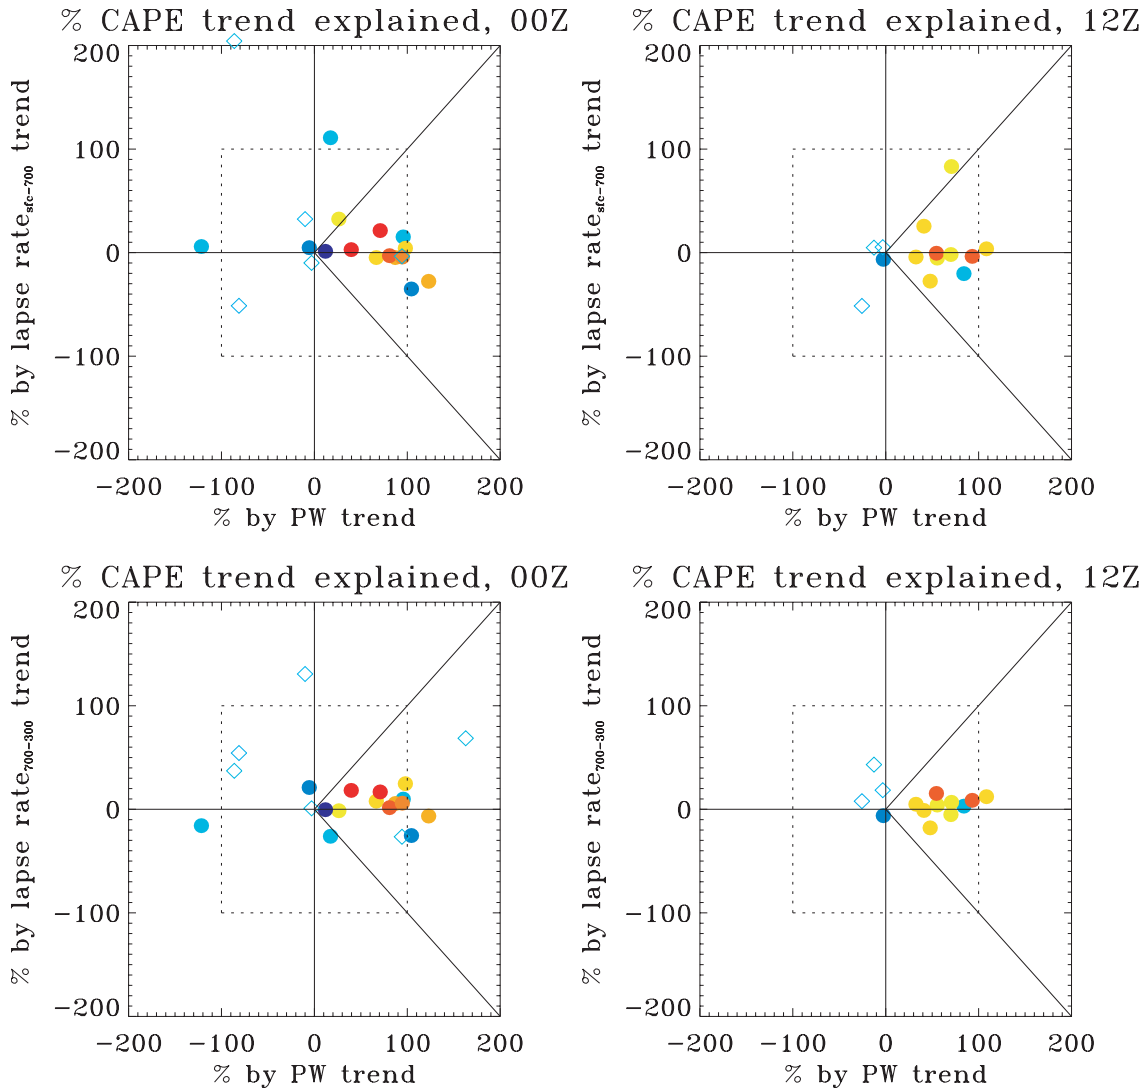 % CAPE trend explained, 00Z
% by lapse rate sfc-700 trend
200
100
0
-100
-200
-200 -100 0 100 200
% by PW trend
% CAPE trend explained, 12Z
% by lapse rate sfc-700 trend
200
100
0
-100
-200
-200 -100 0 100 200
% by PW trend
% CAPE trend explained, 00Z
% by lapse rate 700-300 trend
200
100
0
-100
-200
-200 -100 0 100 200
% by PW trend
% CAPE trend explained, 12Z
% by lapse rate 700-300 trend
200
100
0
-100
-200
-200 -100 0 100 200
% by PW trend